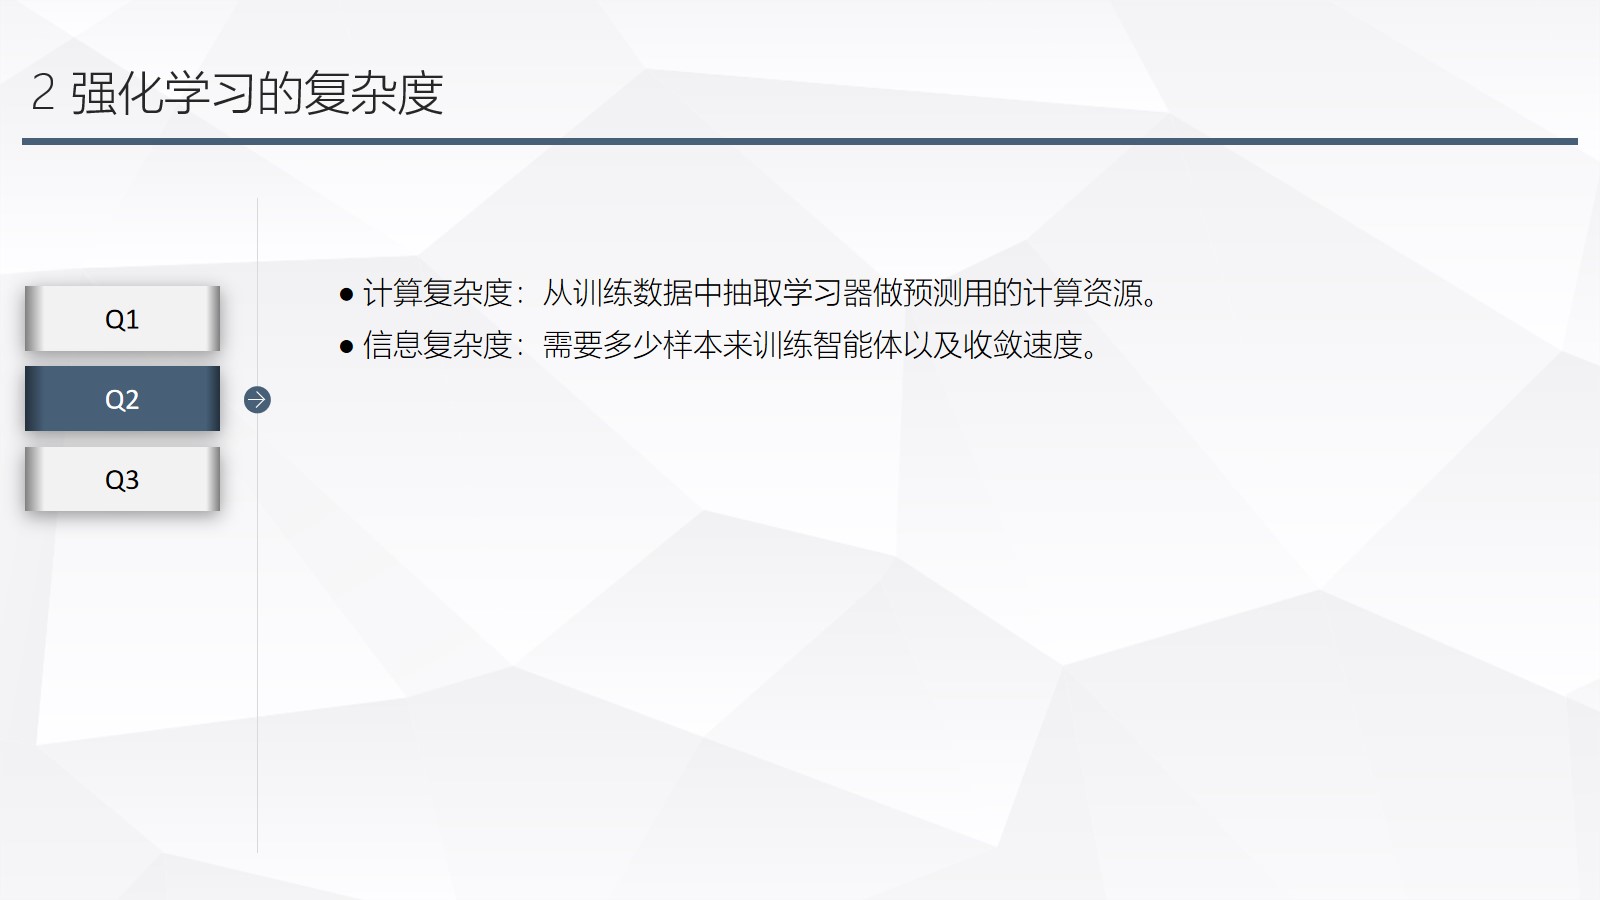 2 强化学习的复杂度
Q1
Q2
Q3
● 计算复杂度：从训练数据中抽取学习器做预测用的计算资源。
● 信息复杂度：需要多少样本来训练智能体以及收敛速度。